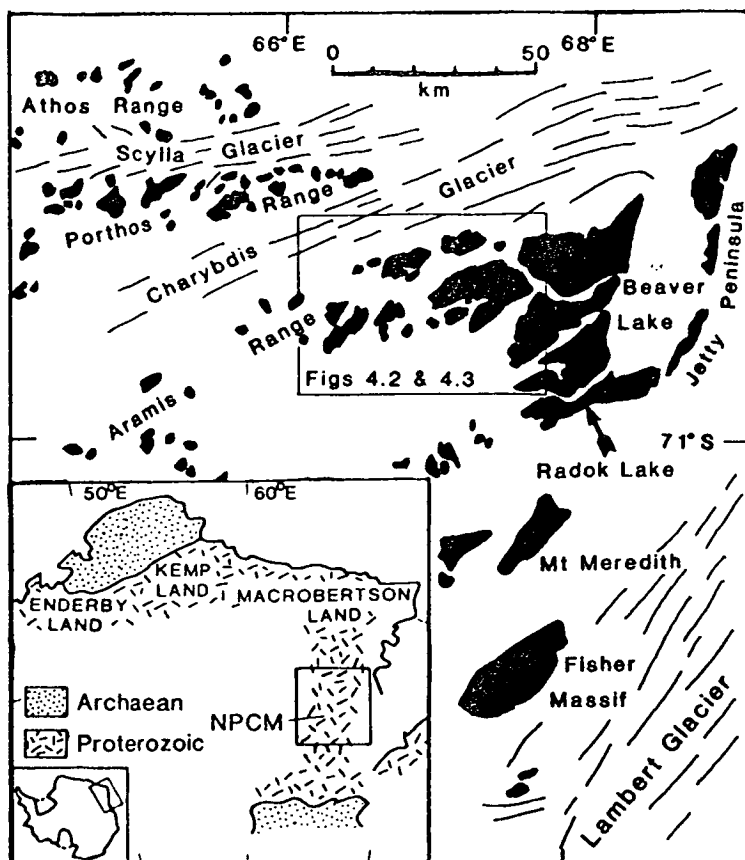 66°E
0
50
68°E
km
Athos Range
Scylla Glacier
Porthos Range
Charybdis Glacier
Beaver
Lake
Jetty Peninsula
Range
Figs 4.2 & 4.3
Aramis
71°S
Radok Lake
Mt Meredith
Fisher
Massif
Lambert Glacier
50°E
60°E
ENDERBY
LAND
KEMP
LAND
MACROBERTSON
LAND
NPCM
Archaean
Proterozoic